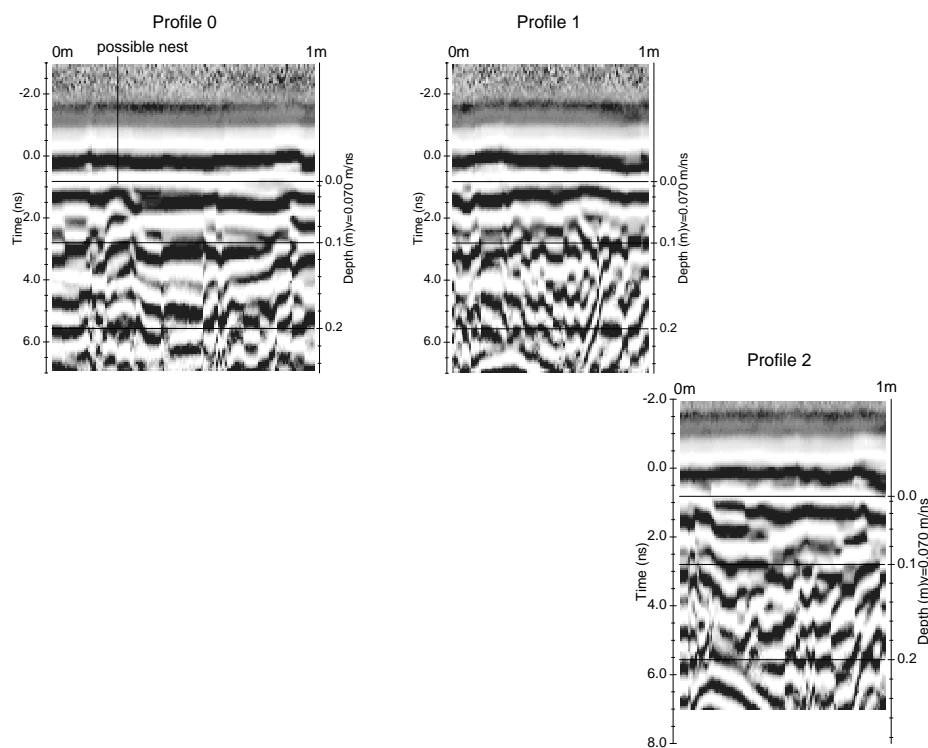 Profile 0
0m
1m
possible nest
-2.0
0.0
2.0
4.0
6.0
Time (ns)
0.0
0.1
0.2
Depth (m)v=0.070 m/ns
Profile 1
0m
1m
-2.0
0.0
2.0
4.0
6.0
Time (ns)
0.0
0.1
0.2
Depth (m)v=0.070 m/ns
Profile 2
0m
1m
-2.0
0.0
2.0
4.0
6.0
8.0
Time (ns)
0.0
0.1
0.2
Depth (m)v=0.070 m/ns